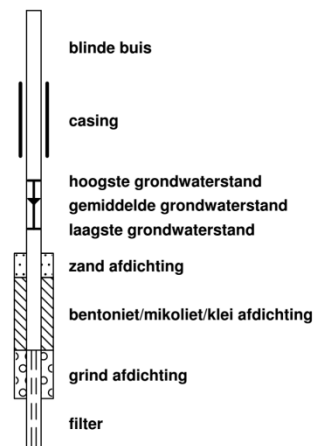 blinde buis
casing
hoogste grondwaterstand
gemiddelde grondwaterstand
laagste grondwaterstand
zand afdichting
bentoniet/mikoliet/klei afdichting
grind afdichting
filter